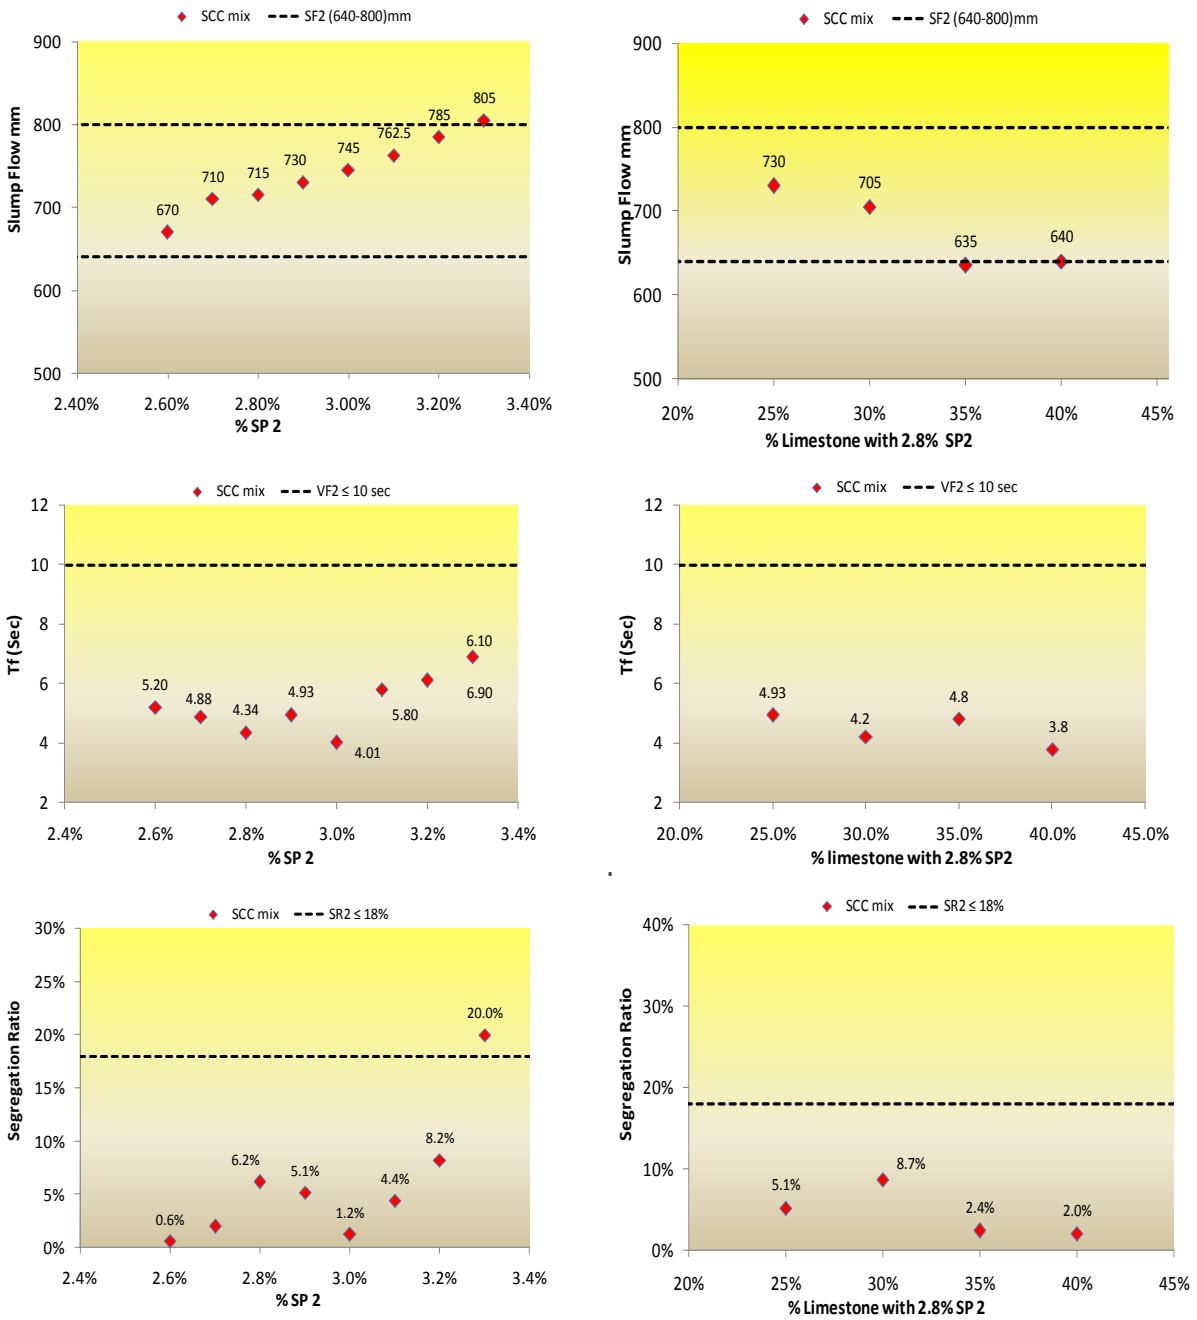 SCC mix SF2 (640-800)mm
900
800
700
600
500
Slump Flow mm
670
710
715
730
745
762.5
785
805
2.40% 2.60% 2.80% 3.00% 3.20% 3.40%
% SP 2
SCC mix SF2 (640-800)mm
900
800
700
600
500
Slump Flow mm
730
705
635
640
20% 25% 30% 35% 40% 45%
% Limestone with 2.8% SP2
SCC mix VF2 ≤ 10 sec
12
10
8
6
4
2
Tf (Sec)
5.20
4.88
4.34
4.93
4.01
5.80
6.10
6.90
2.4% 2.6% 2.8% 3.0% 3.2% 3.4%
% SP 2
SCC mix VF2 ≤ 10 sec
12
10
8
6
4
2
Tf (Sec)
4.93
4.2
4.8
3.8
20.0% 25.0% 30.0% 35.0% 40.0% 45.0%
% limestone with 2.8% SP2
SCC mix SR2 ≤ 18%
30%
25%
20%
15%
10%
5%
0%
Segregation Ratio
0.6%
6.2%
5.1%
1.2%
4.4%
8.2%
20.0%
2.4% 2.6% 2.8% 3.0% 3.2% 3.4%
% SP 2
SCC mix SR2 ≤ 18%
40%
30%
20%
10%
0%
Segregation Ratio
5.1%
8.7%
2.4%
2.0%
20% 25% 30% 35% 40% 45%
% Limestone with 2.8% SP 2